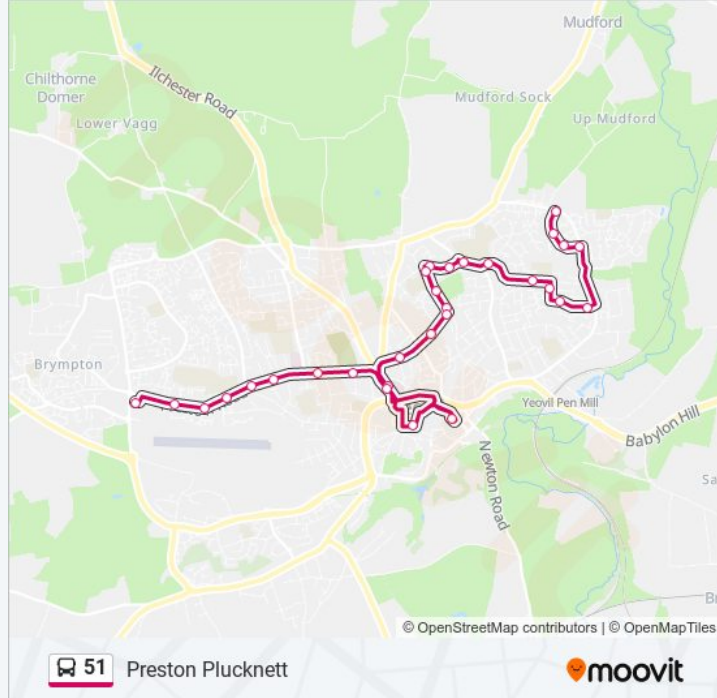 Mudford
Chilthorne
Domer
Ilchester Road
Mudford Sock
Lower Vagg
Up Mudford
Brympton
Yeovil Pen Mill
Babylon Hill
Newton Road
Sa
Br
© OpenStreetMap contributors | © OpenMapTiles
51 Preston Plucknett
moovit